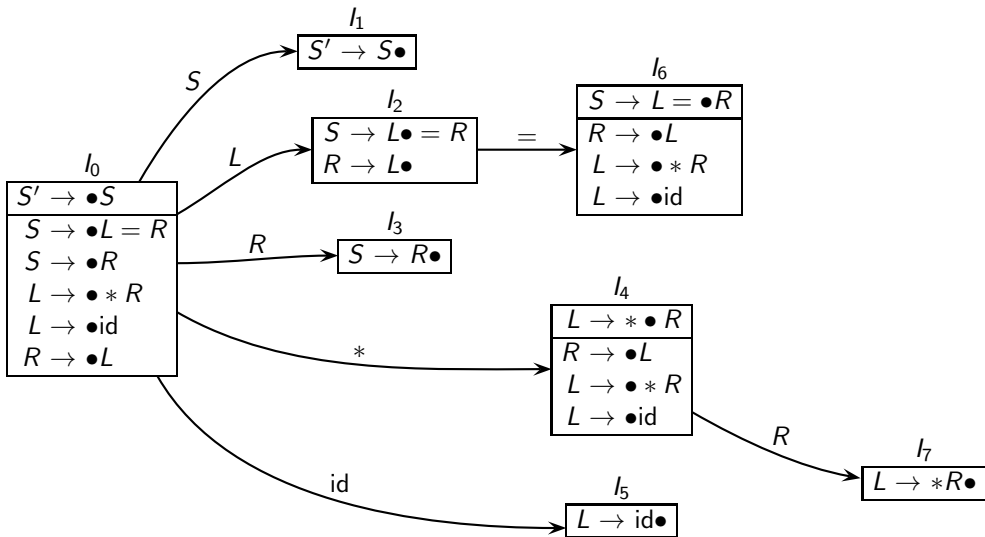 I₀
S′ → •S
S → •L = R
S → •R
L → • ∗ R
L → •id
R → •L
S
I₁
S′ → S•
L
I₂
S → L• = R
R → L•
=
I₆
S → L = •R
R → •L
L → • ∗ R
L → •id
R
I₃
S → R•
∗
I₄
L → ∗ • R
R → •L
L → • ∗ R
L → •id
R
I₇
L → ∗R•
id
I₅
L → id•